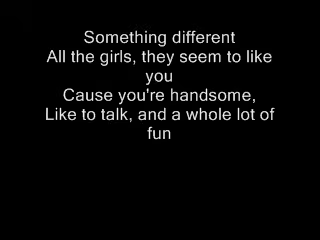 Something different
All the girls, they seem to like
you
Cause you're handsome,
Like to talk, and a whole lot of
fun